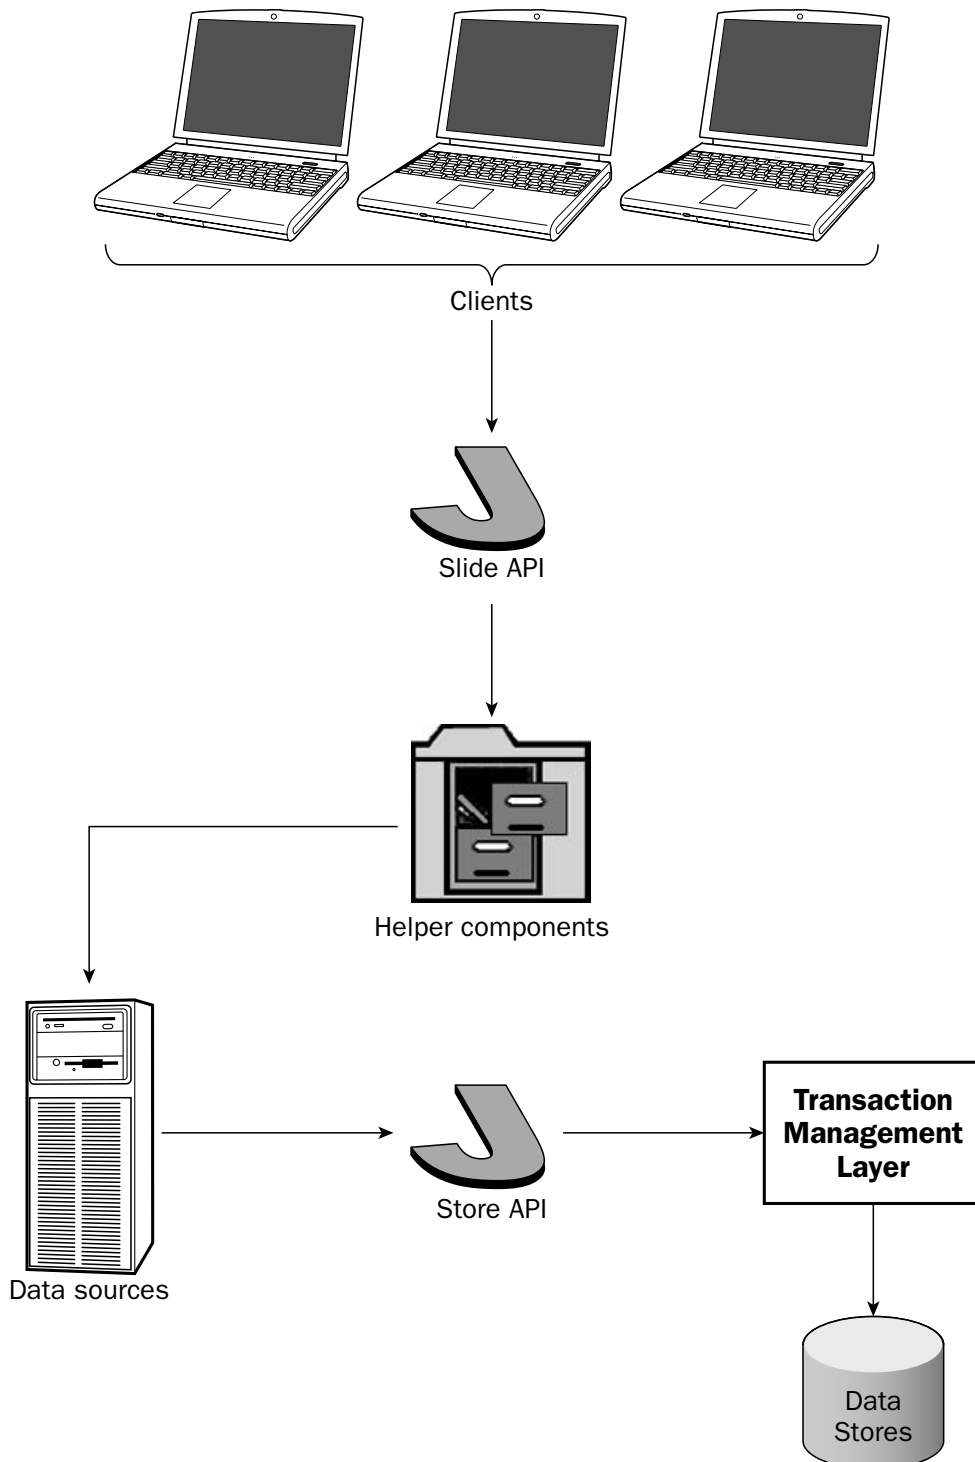 Clients
Slide API
Helper components
Data sources
Store API
Transaction
Management
Layer
Data
Stores